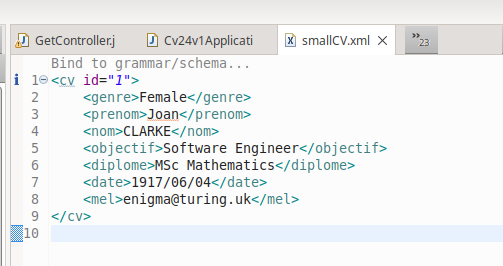 GetController.j
Cv24v1Applicati
smallCV.xml
»23
Bind to grammar/schema...
1 <cv id="1">
2 <genre>Female</genre>
3 <prenom>Joan</prenom>
4 <nom>CLARKE</nom>
5 <objectif>Software Engineer</objectif>
6 <diplome>MSc Mathematics</diplome>
7 <date>1917/06/04</date>
8 <mel>enigma@turing.uk</mel>
9 </cv>
10